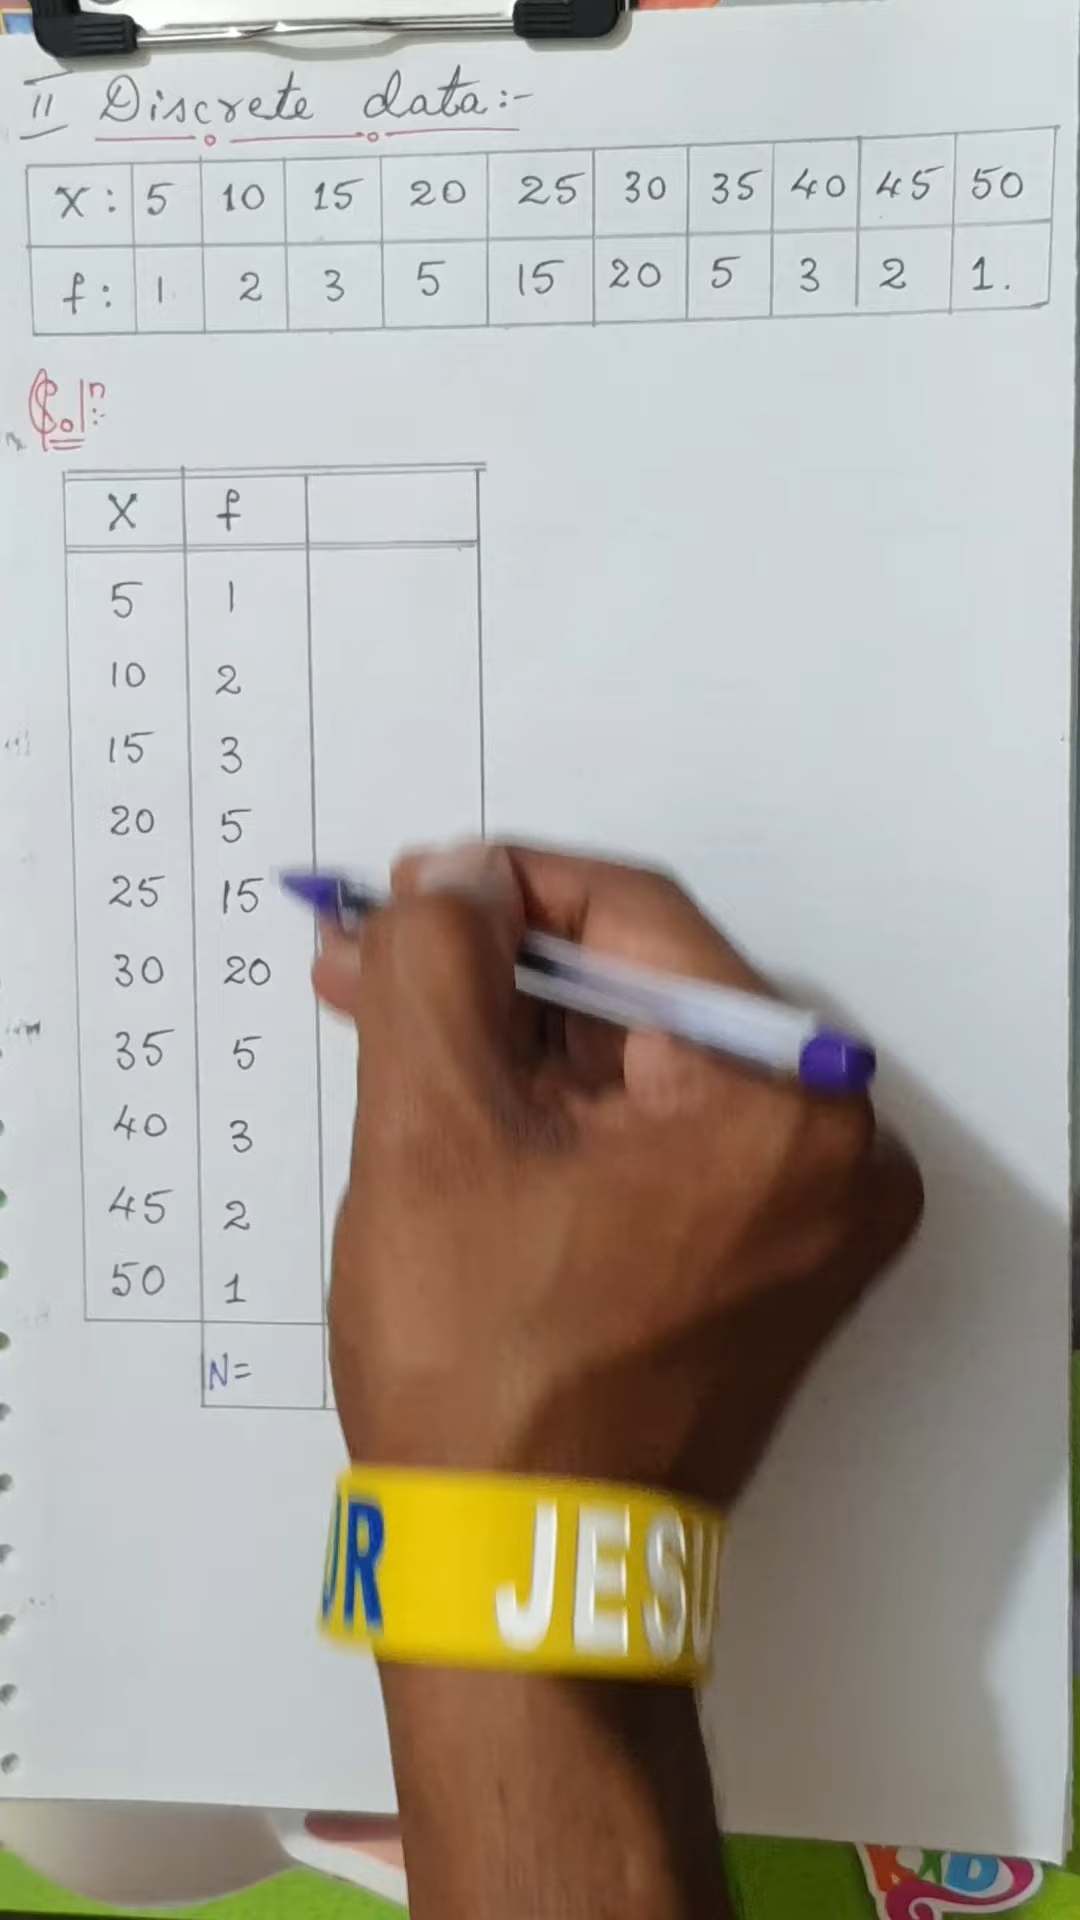 II Discrete data:-
X: 5 10 15 20 25 30 35 40 45 50
f: 1 2 3 5 15 20 5 3 2 1.
Soln:-
X f
5 1
10 2
15 3
20 5
25 15
30 20
35 5
40 3
45 2
50 1
N=
UR JESU